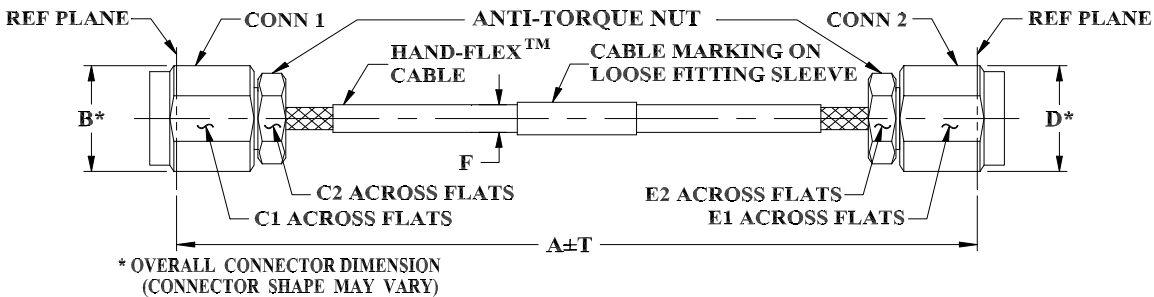 REF PLANE
CONN 1
ANTI-TORQUE NUT
CONN 2
REF PLANE
HAND-FLEX™
CABLE
CABLE MARKING ON
LOOSE FITTING SLEEVE
B*
D*
F
C2 ACROSS FLATS
E2 ACROSS FLATS
C1 ACROSS FLATS
E1 ACROSS FLATS
A±T
* OVERALL CONNECTOR DIMENSION
(CONNECTOR SHAPE MAY VARY)